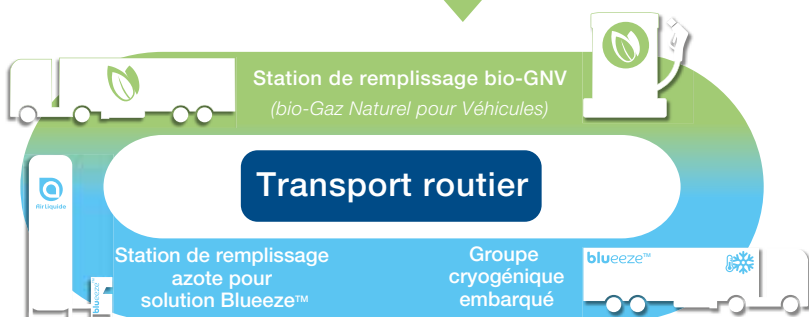 Station de remplissage bio-GNV
(bio-Gaz Naturel pour Véhicules)
Transport routier
Air Liquide
Station de remplissage
azote pour
solution Blueeze™
blueeze™
Groupe
cryogénique
embarqué
blueeze™